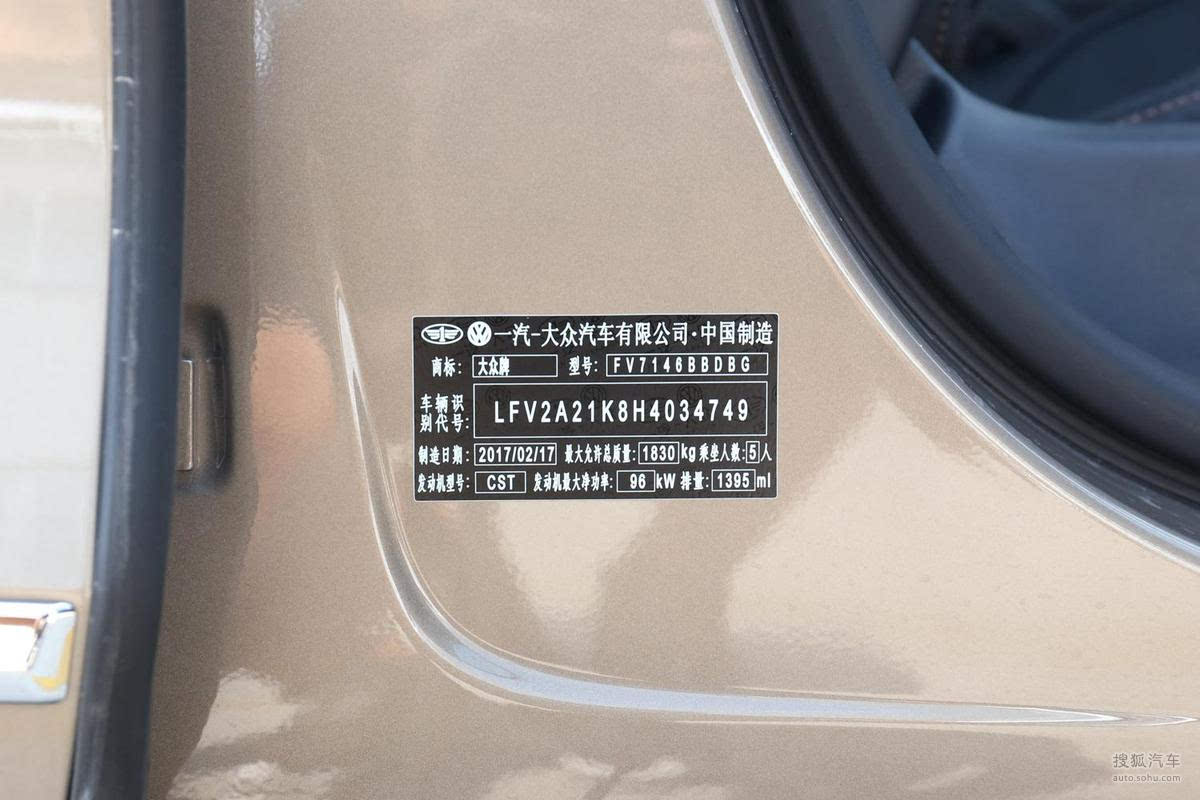 一汽-大众汽车有限公司·中国制造
商标: 大众牌 型号: FV7146BBDBG
车辆识别代号: LFV2A21K8H4034749
制造日期: 2017/02/17 最大允许总质量: 1830 kg 乘坐人数: 5 人
发动机型号: CST 发动机最大净功率: 96 kW 排量: 1395 ml
搜狐汽车
auto.sohu.com